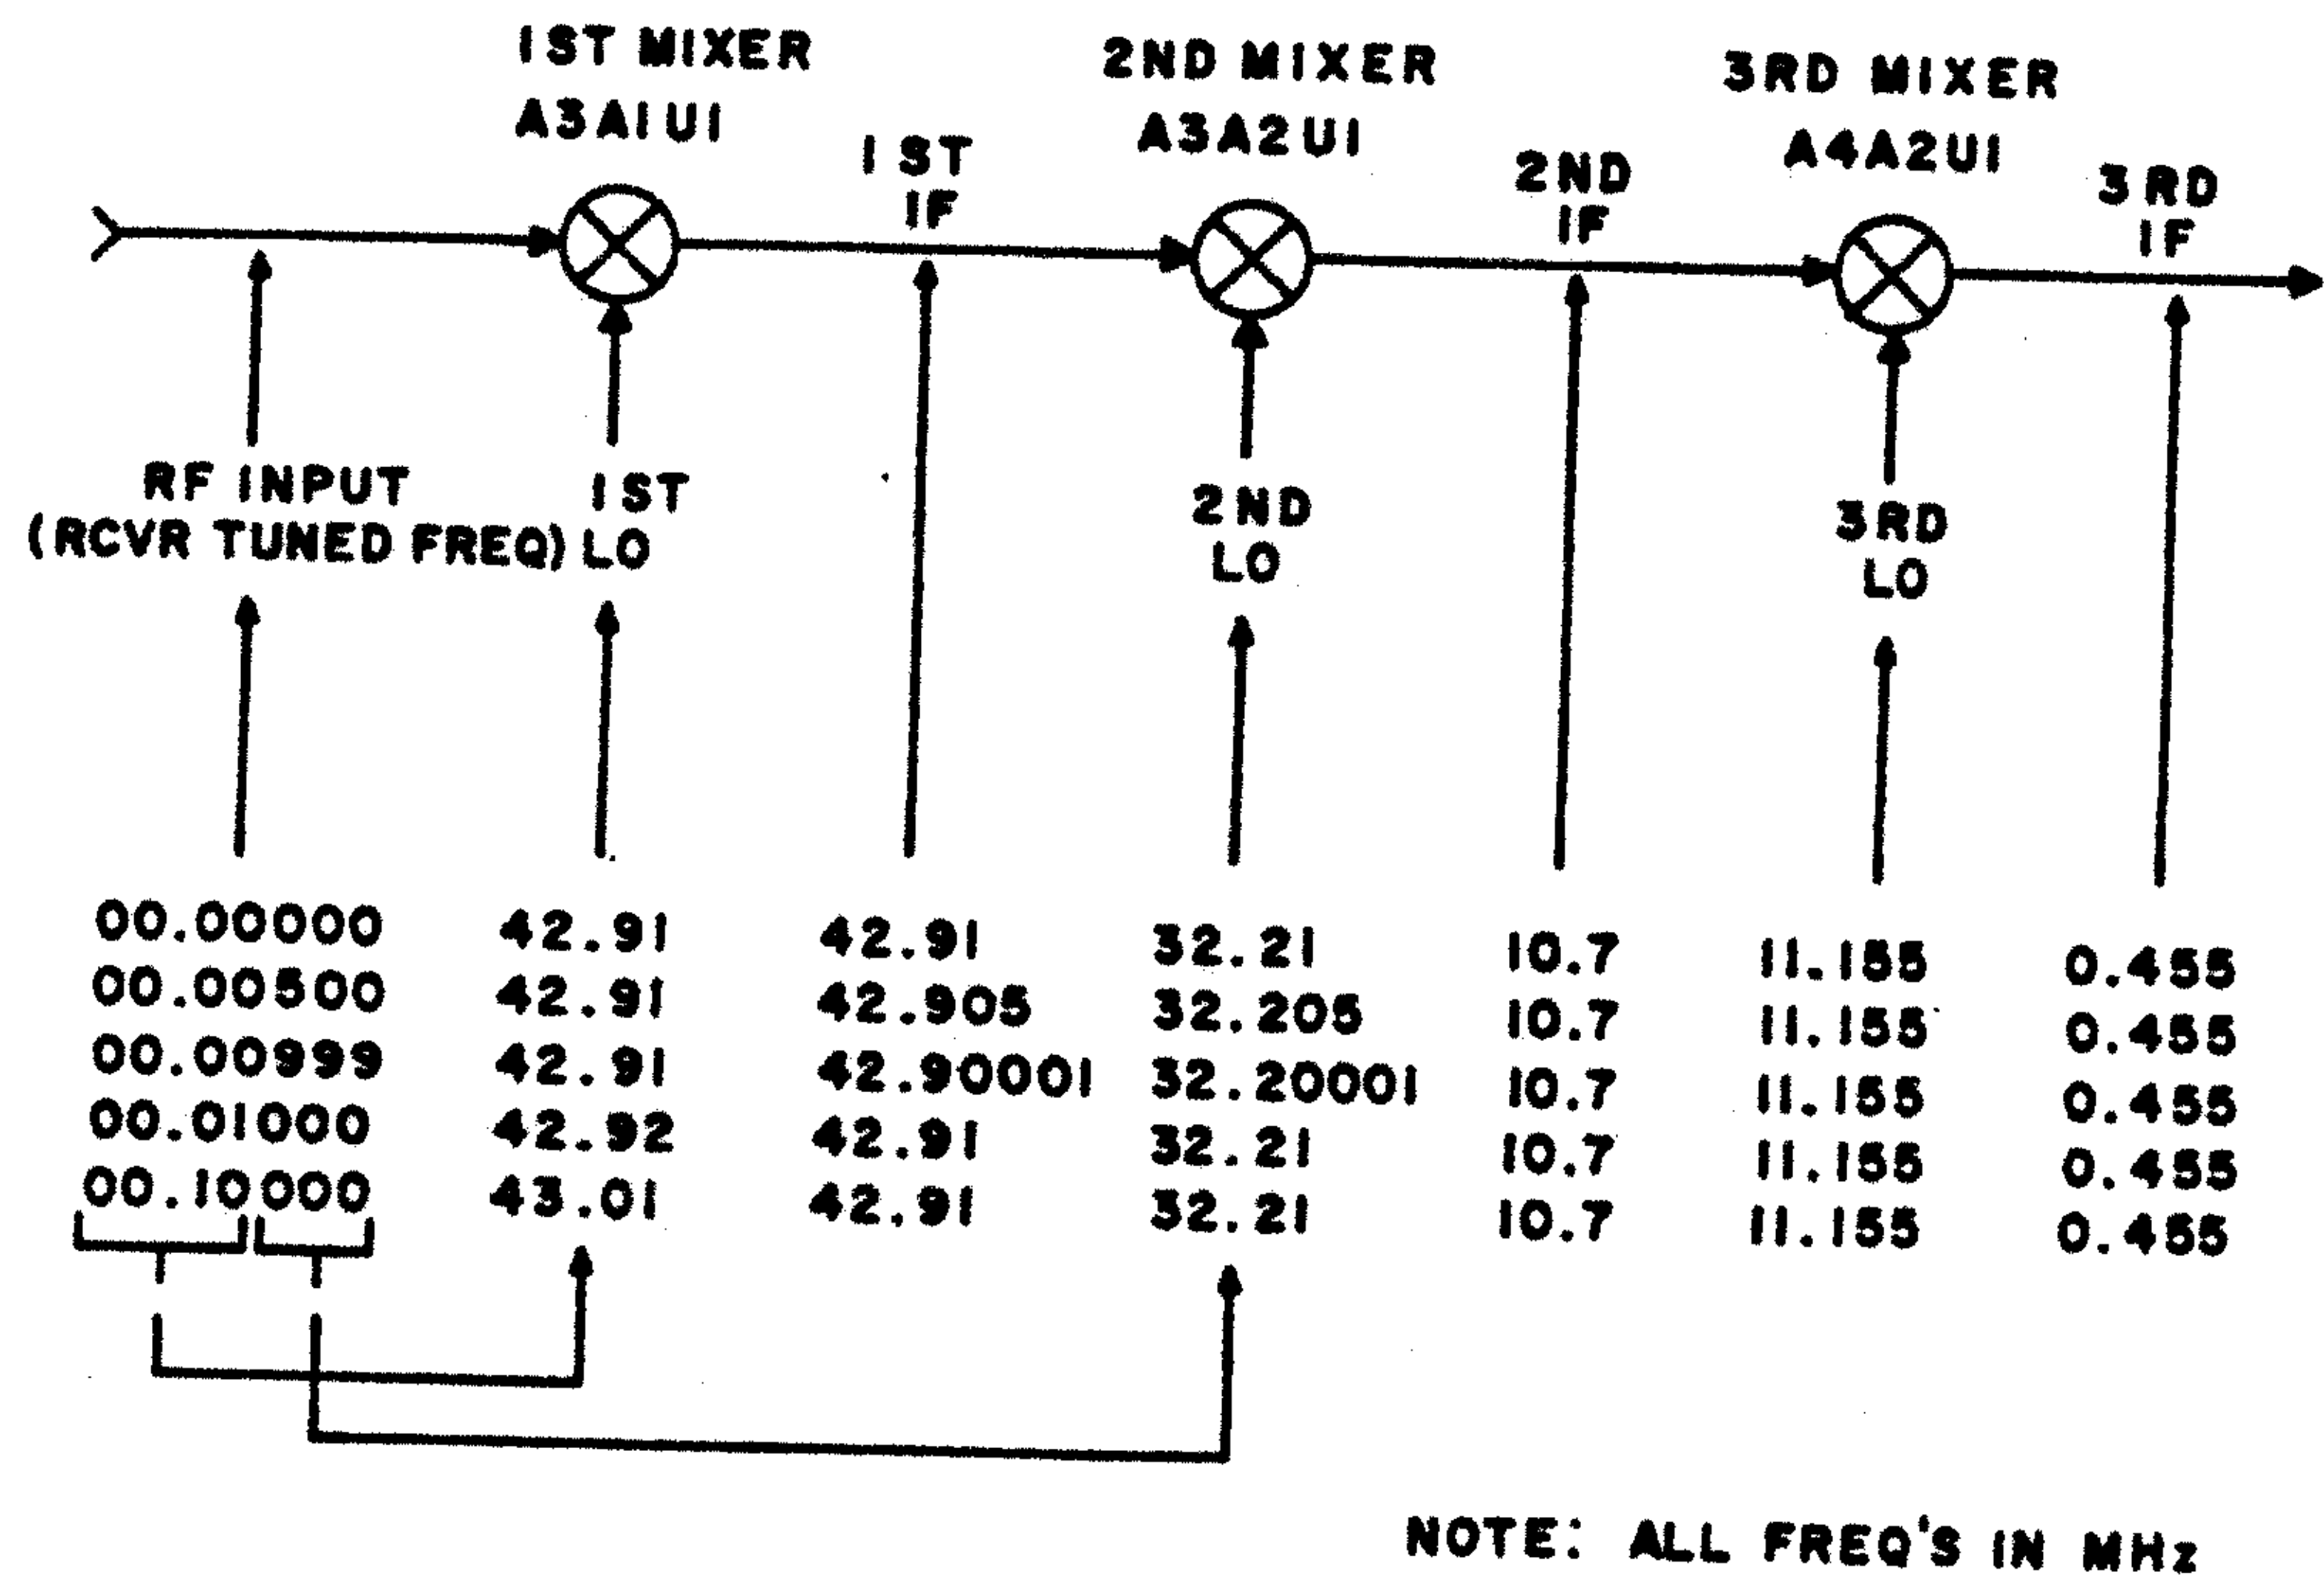 1ST MIXER
A3A1U1
2ND MIXER
A3A2U1
3RD MIXER
A4A2U1
1ST
IF
2ND
IF
3RD
IF
RF INPUT
(RCVR TUNED FREQ)
1ST
LO
2ND
LO
3RD
LO
00.00000 42.91 42.91 32.21 10.7 11.155 0.455
00.00500 42.91 42.905 32.205 10.7 11.155 0.455
00.00999 42.91 42.90001 32.20001 10.7 11.155 0.455
00.01000 42.92 42.91 32.21 10.7 11.155 0.455
00.10000 43.01 42.91 32.21 10.7 11.155 0.455
NOTE: ALL FREQ'S IN MHz